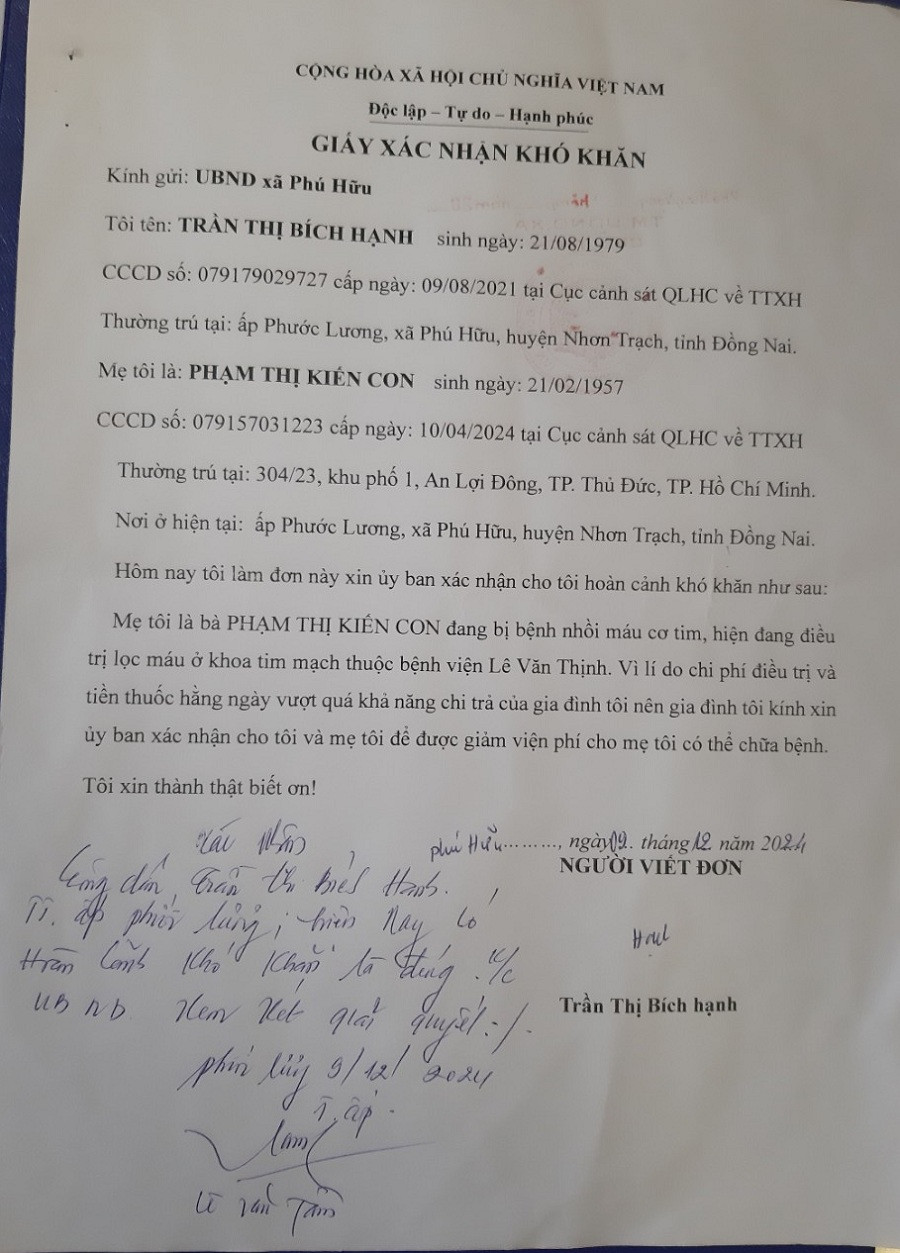 CỘNG HÒA XÃ HỘI CHỦ NGHĨA VIỆT NAM
Độc lập – Tự do – Hạnh phúc
GIẤY XÁC NHẬN KHÓ KHĂN
Kính gửi: UBND xã Phú Hữu
Tôi tên: TRẦN THỊ BÍCH HẠNH sinh ngày: 21/08/1979
CCCD số: 079179029727 cấp ngày: 09/08/2021 tại Cục cảnh sát QLHC về TTXH
Thường trú tại: ấp Phước Lương, xã Phú Hữu, huyện Nhơn Trạch, tỉnh Đồng Nai.
Mẹ tôi là: PHẠM THỊ KIẾN CON sinh ngày: 21/02/1957
CCCD số: 079157031223 cấp ngày: 10/04/2024 tại Cục cảnh sát QLHC về TTXH
Thường trú tại: 304/23, khu phố 1, An Lợi Đông, TP. Thủ Đức, TP. Hồ Chí Minh.
Nơi ở hiện tại: ấp Phước Lương, xã Phú Hữu, huyện Nhơn Trạch, tỉnh Đồng Nai.
Hôm nay tôi làm đơn này xin ủy ban xác nhận cho tôi hoàn cảnh khó khăn như sau:
Mẹ tôi là bà PHẠM THỊ KIẾN CON đang bị bệnh nhồi máu cơ tim, hiện đang điều
trị lọc máu ở khoa tim mạch thuộc bệnh viện Lê Văn Thịnh. Vì lí do chi phí điều trị và
tiền thuốc hằng ngày vượt quá khả năng chi trả của gia đình tôi nên gia đình tôi kính xin
ủy ban xác nhận cho tôi và mẹ tôi để được giảm viện phí cho mẹ tôi có thể chữa bệnh.
Tôi xin thành thật biết ơn!
Phú Hữu........., ngày 09.. tháng 12 năm 2024
NGƯỜI VIẾT ĐƠN
Trần Thị Bích hạnh
Xác Nhận
Công dân Trần thị Bích Hạnh.
ấp phước lương, hiện Nay có
Hoàn Cảnh Khó Khăn là đúng. K/c
UBND Xem Xét giải quyết ./.
9/12/2024
T. ấp
Lê Văn Tâm